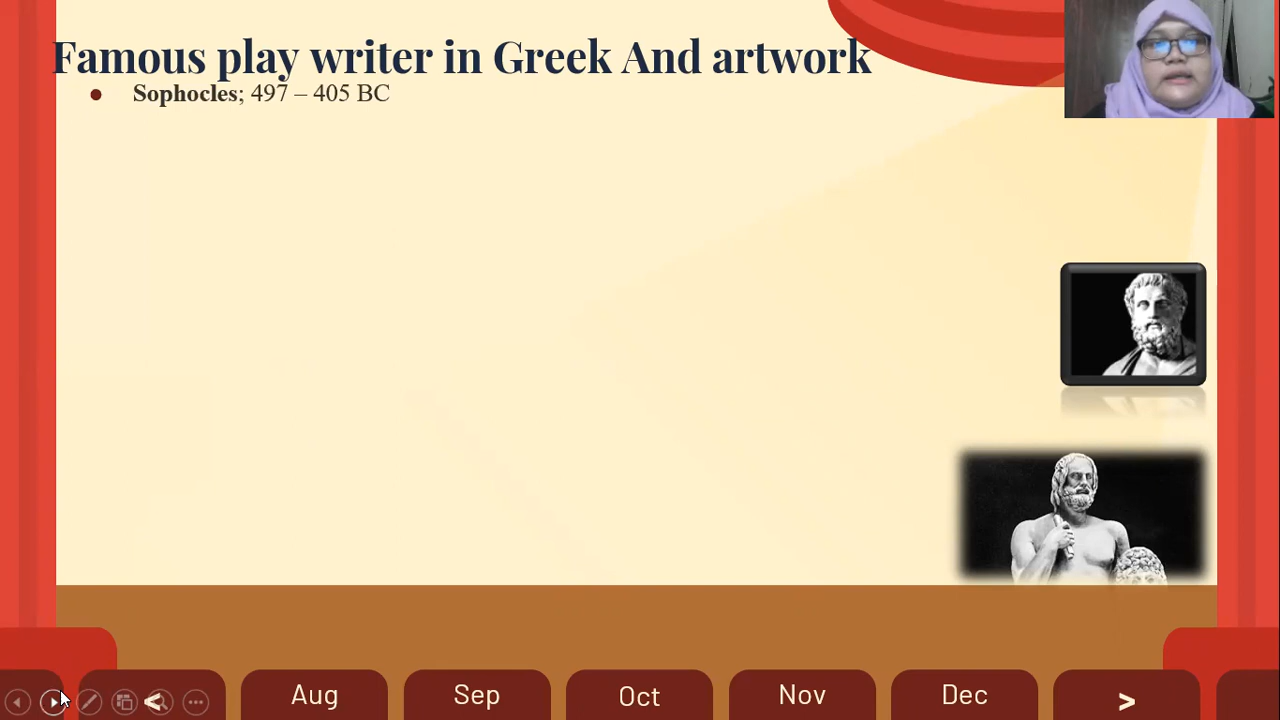 Famous play writer in Greek And artwork
● Sophocles; 497 – 405 BC
< Aug Sep Oct Nov Dec >